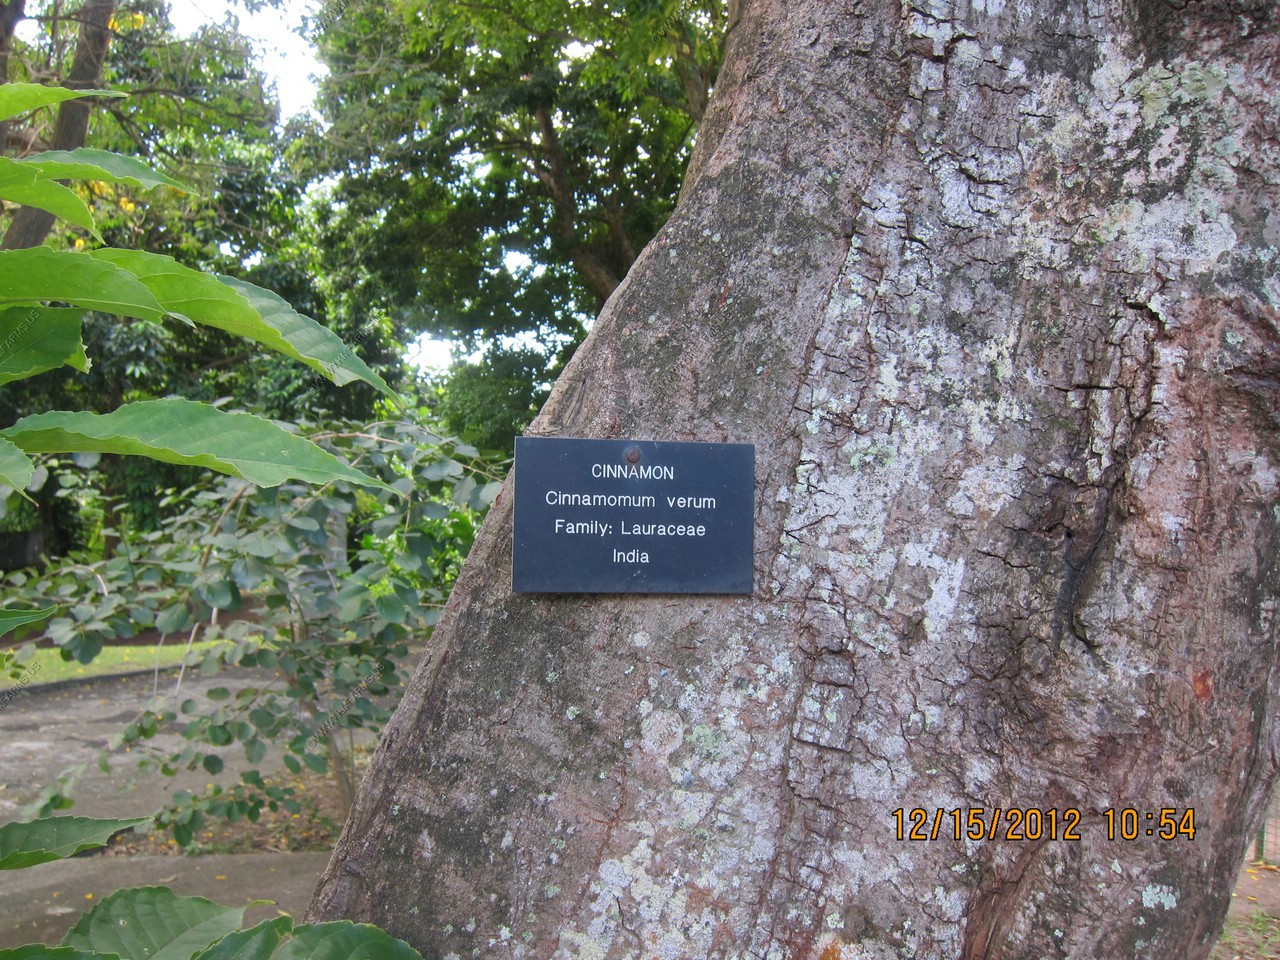 CINNAMON
Cinnamomum verum
Family: Lauraceae
India
12/15/2012 10:54